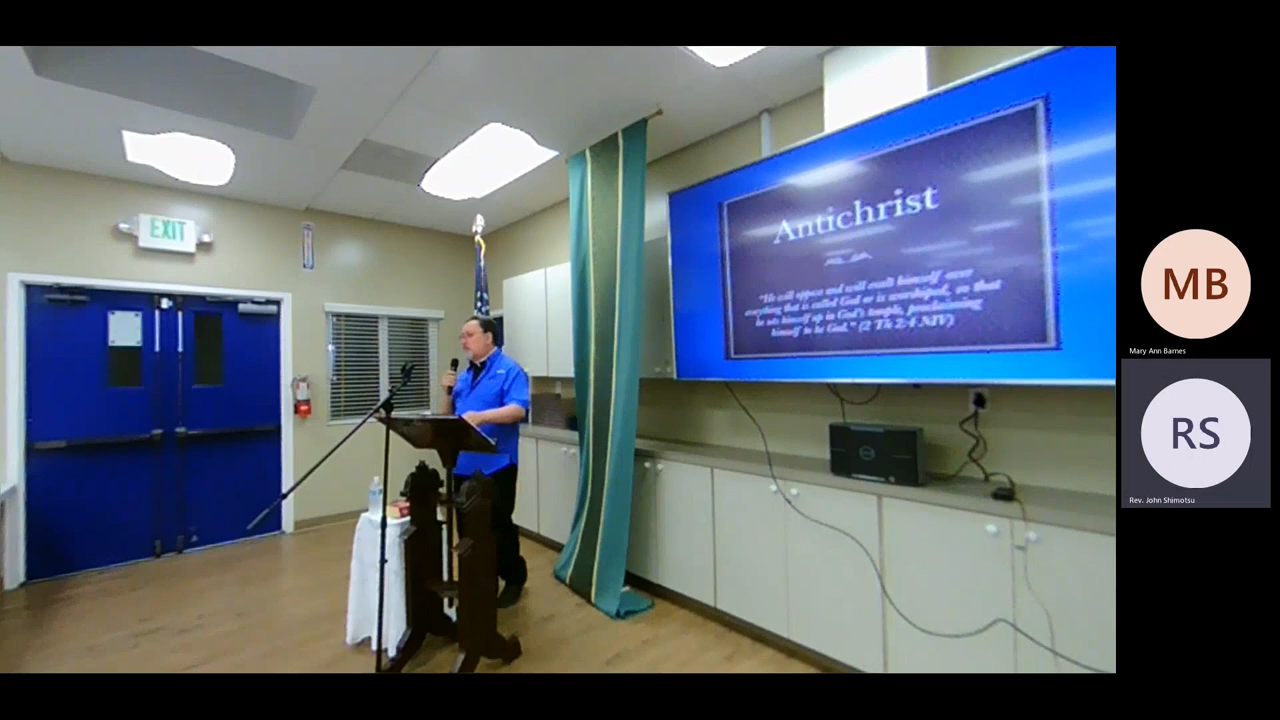 EXIT
Antichrist
"He will oppose and will exalt himself over
everything that is called God or is worshiped, so that
he sets himself up in God's temple, proclaiming
himself to be God." (2 Th 2:4 NIV)
DELL
MB
Mary Ann Barnes
RS
Rev. John Shimotsu